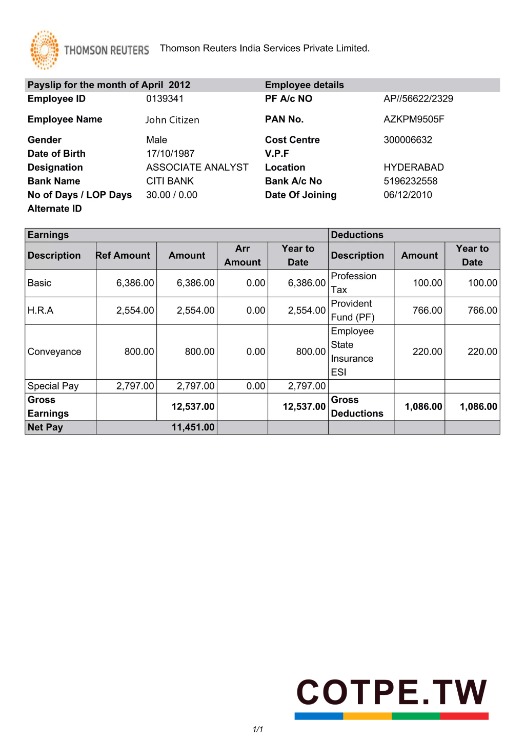 THOMSON REUTERS Thomson Reuters India Services Private Limited.
Payslip for the month of April 2012 Employee details
Employee ID 0139341 PF A/c NO AP//56622/2329
Employee Name John Citizen PAN No. AZKPM9505F
Gender Male Cost Centre 300006632
Date of Birth 17/10/1987 V.P.F
Designation ASSOCIATE ANALYST Location HYDERABAD
Bank Name CITI BANK Bank A/c No 5196232558
No of Days / LOP Days 30.00 / 0.00 Date Of Joining 06/12/2010
Alternate ID
Earnings Deductions
Description Ref Amount Amount Arr Amount Year to Date Description Amount Year to Date
Basic 6,386.00 6,386.00 0.00 6,386.00 Profession Tax 100.00 100.00
H.R.A 2,554.00 2,554.00 0.00 2,554.00 Provident Fund (PF) 766.00 766.00
Conveyance 800.00 800.00 0.00 800.00 Employee State Insurance ESI 220.00 220.00
Special Pay 2,797.00 2,797.00 0.00 2,797.00
Gross Earnings 12,537.00 12,537.00 Gross Deductions 1,086.00 1,086.00
Net Pay 11,451.00
COTPE.TW
1/1